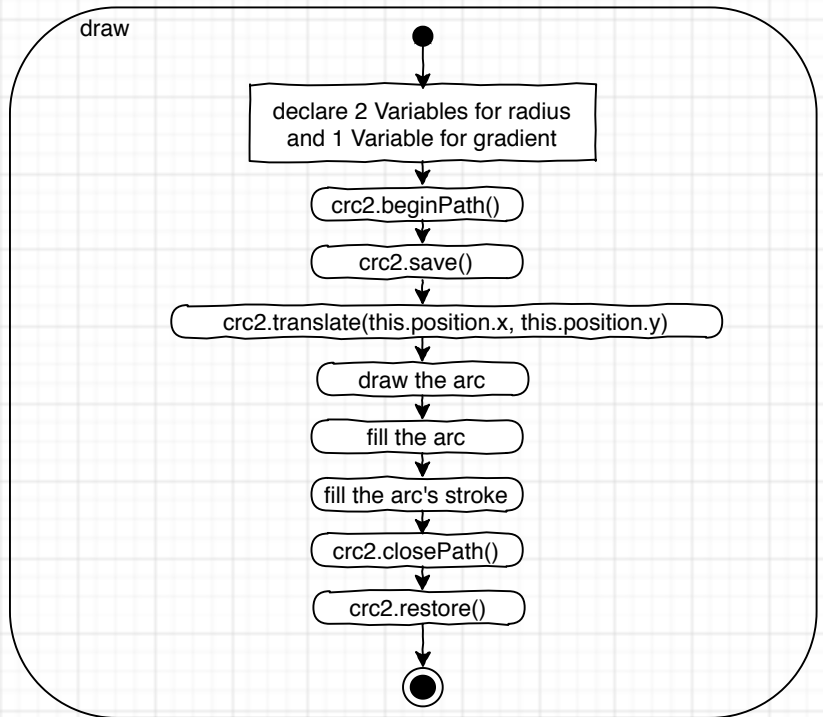 draw
declare 2 Variables for radius
and 1 Variable for gradient
crc2.beginPath()
crc2.save()
crc2.translate(this.position.x, this.position.y)
draw the arc
fill the arc
fill the arc's stroke
crc2.closePath()
crc2.restore()